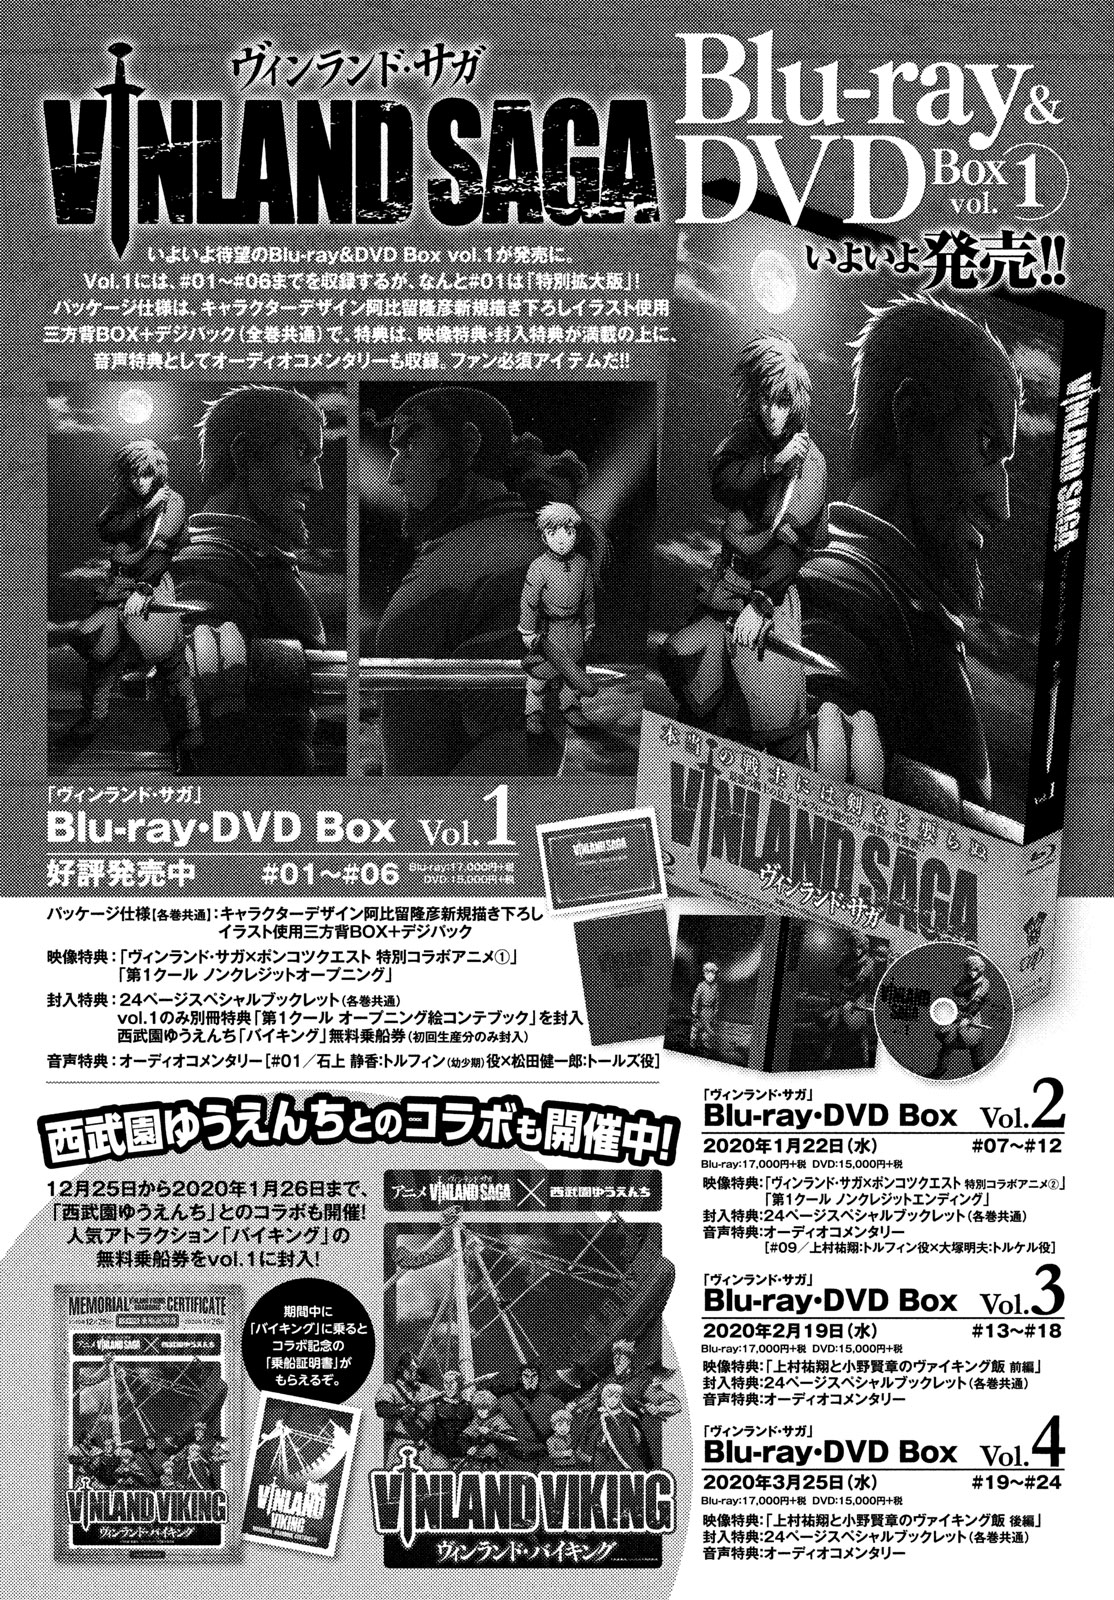 ヴィンランド・サガ
VINLAND SAGA
Blu-ray&
DVD Box vol.1
いよいよ発売!!
いよいよ待望のBlu-ray&DVD Box vol.1が発売に。
Vol.1には、#01〜#06までを収録するが、なんと#01は「特別拡大版」!
パッケージ仕様は、キャラクターデザイン阿比留隆彦新規描き下ろしイラスト使用
三方背BOX+デジパック（全巻共通）で。特典は、映像特典・封入特典が満載の上に、
音声特典としてオーディオコメンタリーも収録。ファン必須アイテムだ!!
VINLAND SAGA
Vol.1
本当の戦士には剣など要らぬ
VINLAND SAGA
ヴィンランド・サガ
VINLAND SAGA
VINLAND SAGA
「ヴィンランド・サガ」
Blu-ray・DVD Box Vol.1
好評発売中 #01〜#06 Blu-ray:17,000円+税
DVD:15,000円+税
パッケージ仕様【各巻共通】:キャラクターデザイン阿比留隆彦新規描き下ろし
イラスト使用三方背BOX+デジパック
映像特典:「ヴィンランド・サガ×ポンコツクエスト 特別コラボアニメ①」
「第1クール ノンクレジットオープニング」
封入特典:24ページスペシャルブックレット（各巻共通）
vol.1のみ別冊特典「第1クール オープニング絵コンテブック」を封入
西武園ゆうえんち「バイキング」無料乗船券（初回生産分のみ封入）
音声特典:オーディオコメンタリー[#01／石上 静香:トルフィン（幼少期）役×松田健一郎:トールズ役]
西武園ゆうえんちとのコラボも開催中!
12月25日から2020年1月26日まで、
「西武園ゆうえんち」とのコラボも開催!
人気アトラクション「バイキング」の
無料乗船券をvol.1に封入!
MEMORIAL CERTIFICATE
アニメ VINLAND SAGA × 西武園ゆうえんち
VINLAND VIKING
ヴィンランド・バイキング
期間中に
「バイキング」に乗ると
コラボ記念の
「乗船証明書」が
もらえるぞ。
VINLAND
VIKING
アニメ ヴィンランド・サガ VINLAND SAGA × 西武園ゆうえんち
VINLAND VIKING
ヴィンランド・バイキング
「ヴィンランド・サガ」
Blu-ray・DVD Box Vol.2
2020年1月22日（水） #07〜#12
Blu-ray:17,000円+税 DVD:15,000円+税
映像特典:「ヴィンランド・サガ×ポンコツクエスト 特別コラボアニメ②」
「第1クール ノンクレジットエンディング」
封入特典:24ページスペシャルブックレット（各巻共通）
音声特典:オーディオコメンタリー
[#09／上村祐翔:トルフィン役×大塚明夫:トルケル役]
「ヴィンランド・サガ」
Blu-ray・DVD Box Vol.3
2020年2月19日（水） #13〜#18
Blu-ray:17,000円+税 DVD:15,000円+税
映像特典:「上村祐翔と小野賢章のヴァイキング飯 前編」
封入特典:24ページスペシャルブックレット（各巻共通）
音声特典:オーディオコメンタリー
「ヴィンランド・サガ」
Blu-ray・DVD Box Vol.4
2020年3月25日（水） #19〜#24
Blu-ray:17,000円+税 DVD:15,000円+税
映像特典:「上村祐翔と小野賢章のヴァイキング飯 後編」
封入特典:24ページスペシャルブックレット（各巻共通）
音声特典:オーディオコメンタリー